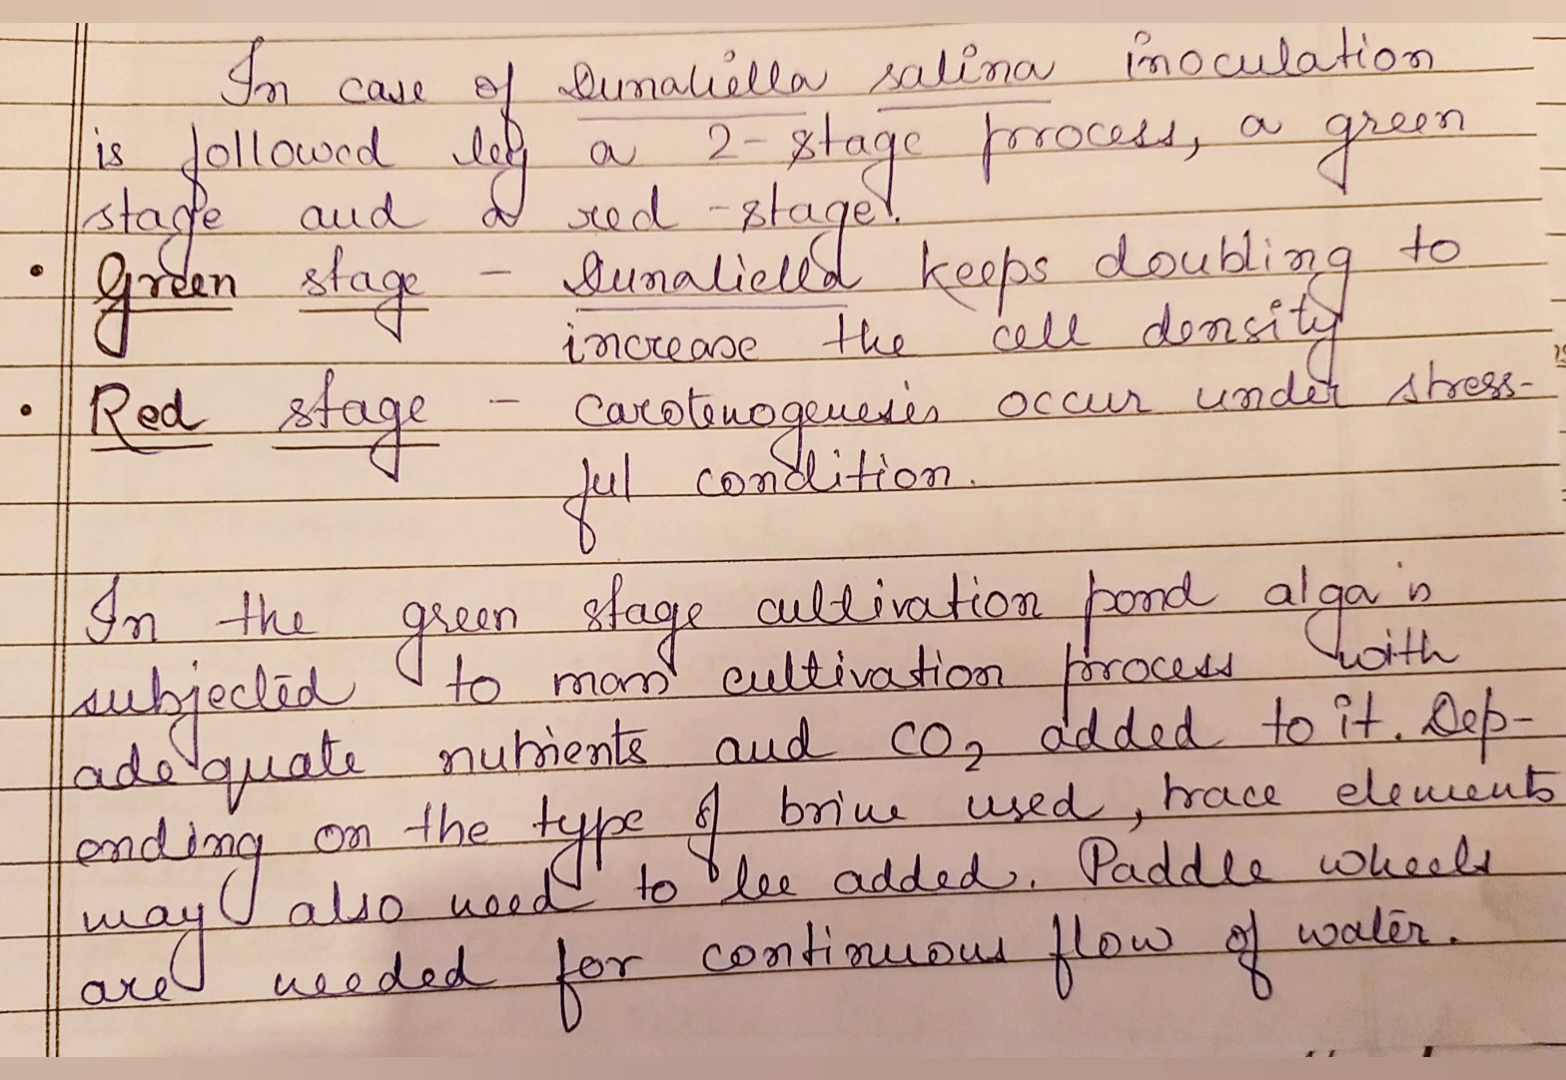 In case of Dunaliella salina inoculation
is followed by a 2-stage process, a green
stage and a red-stage.
• Green stage - Dunaliella keeps doubling to
increase the cell density
• Red stage - carotenogenesis occur under stress-
ful condition.
In the green stage cultivation pond alga is
subjected to mass cultivation process with
adequate nutrients and CO₂ added to it. Dep-
ending on the type of brine used, trace elements
may also need to be added. Paddle wheels
are needed for continuous flow of water.